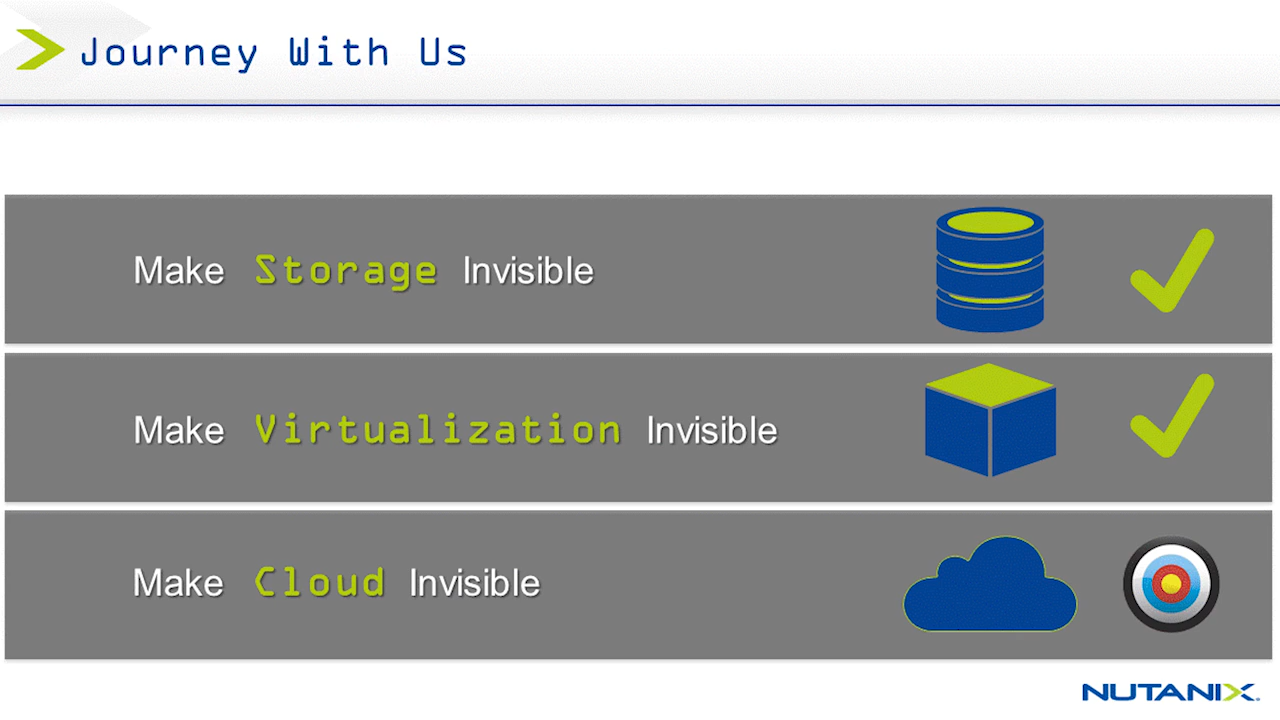 Journey With Us
Make Storage Invisible
Make Virtualization Invisible
Make Cloud Invisible
NUTANIX